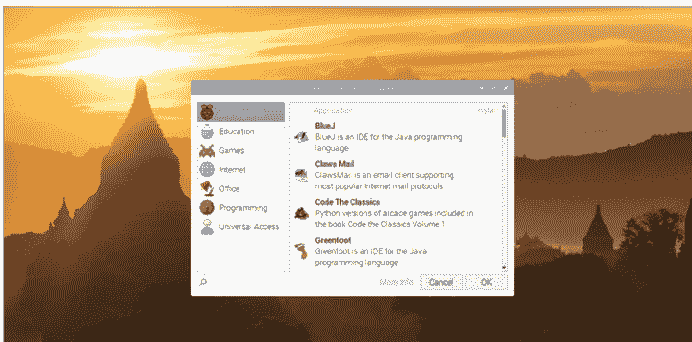 Application
Education
Games
Internet
Office
Programming
Universal Access
BlueJ
BlueJ is an IDE for the Java programming
language
Claws Mail
ClawsMail is an email client supporting
most popular Internet mail protocols
Code The Classics
Python versions of arcade games included in
the book Code the Classics Volume 1
Greenfoot
Greenfoot is an IDE for the Java
programming language
More Info
Cancel
OK